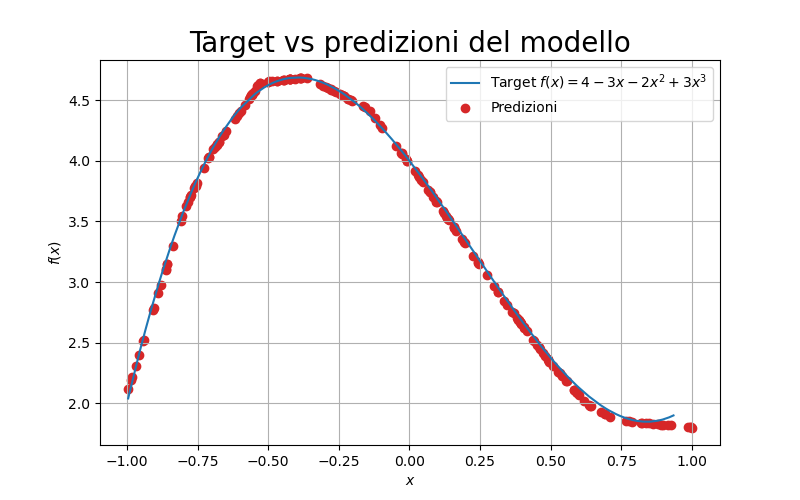 Target vs predizioni del modello
Target f(x) = 4 − 3x − 2x² + 3x³
Predizioni
4.5
4.0
3.5
3.0
2.5
2.0
f(x)
−1.00 −0.75 −0.50 −0.25 0.00 0.25 0.50 0.75 1.00
x